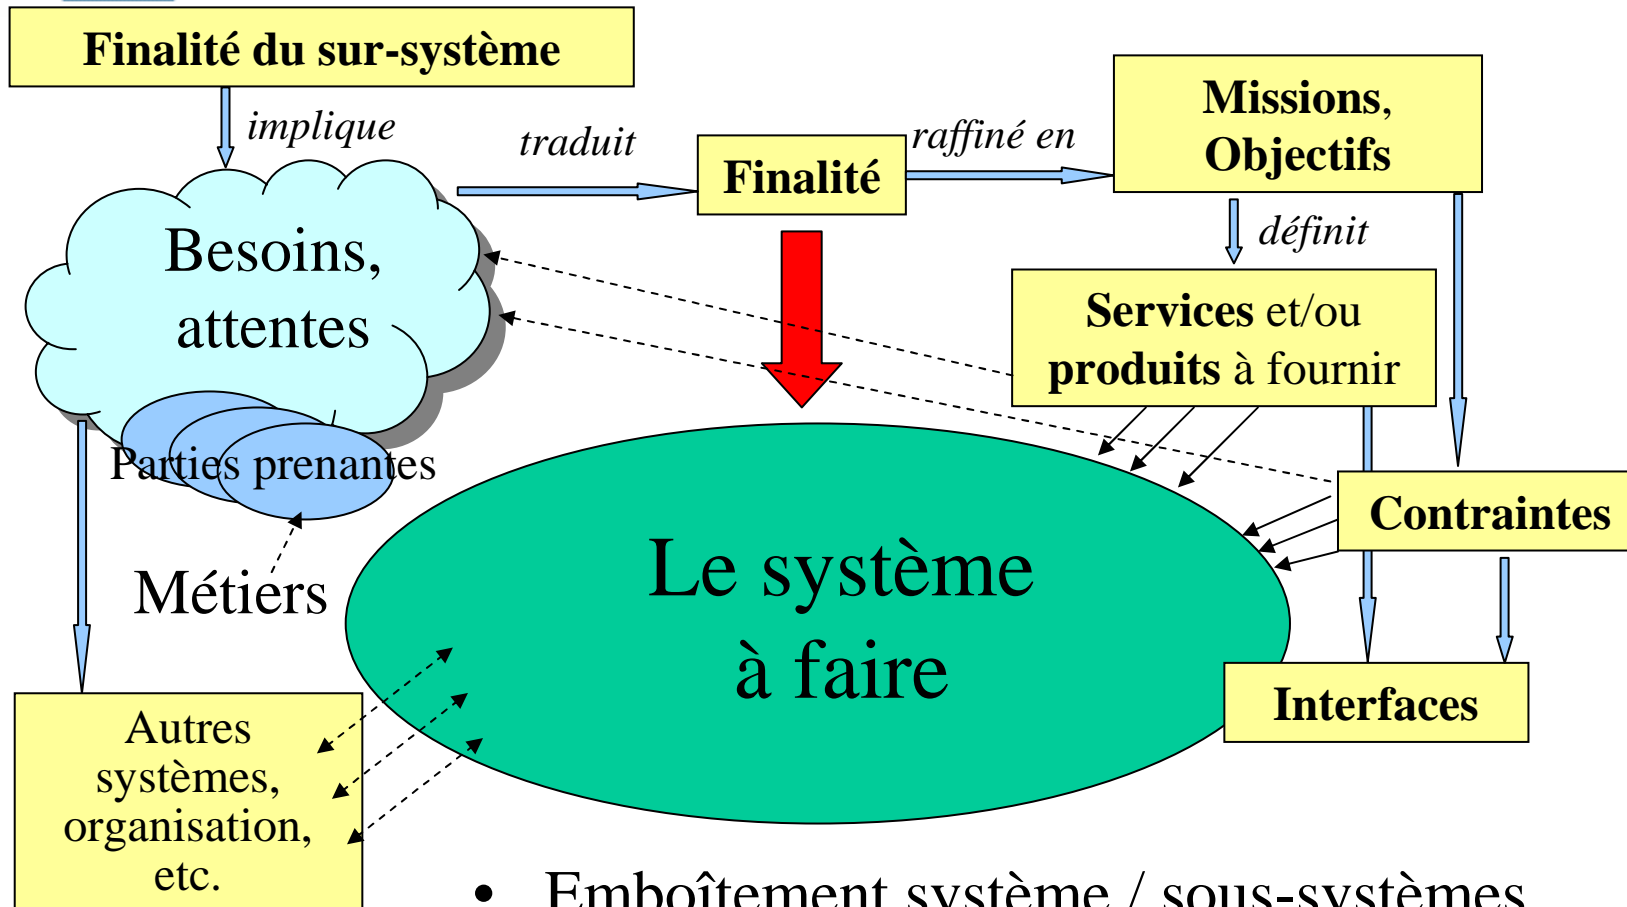 Finalité du sur-système
implique
traduit
Finalité
raffiné en
Missions,
Objectifs
définit
Besoins,
attentes
Services et/ou
produits à fournir
Parties prenantes
Contraintes
Métiers
Le système
à faire
Interfaces
Autres
systèmes,
organisation,
etc.
• Emboîtement système / sous-systèmes